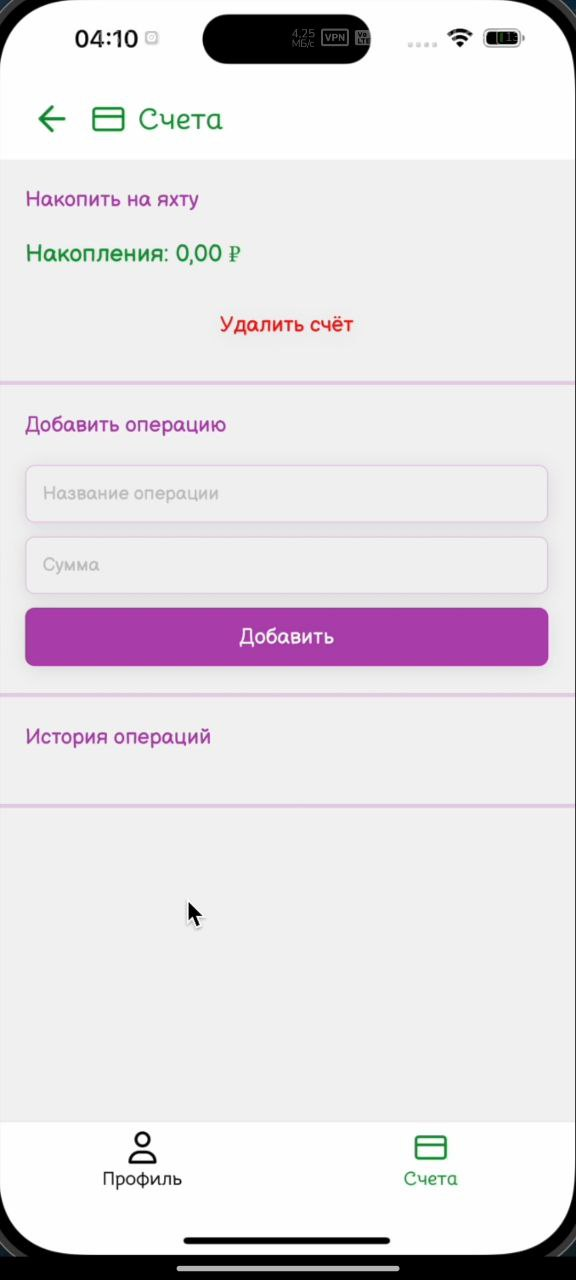 04:10
4.25
MG/c
VPN
Счета
Накопить на яхту
Накопления: 0,00 ₽
Удалить счёт
Добавить операцию
Название операции
Сумма
Добавить
История операций
Профиль
Счета